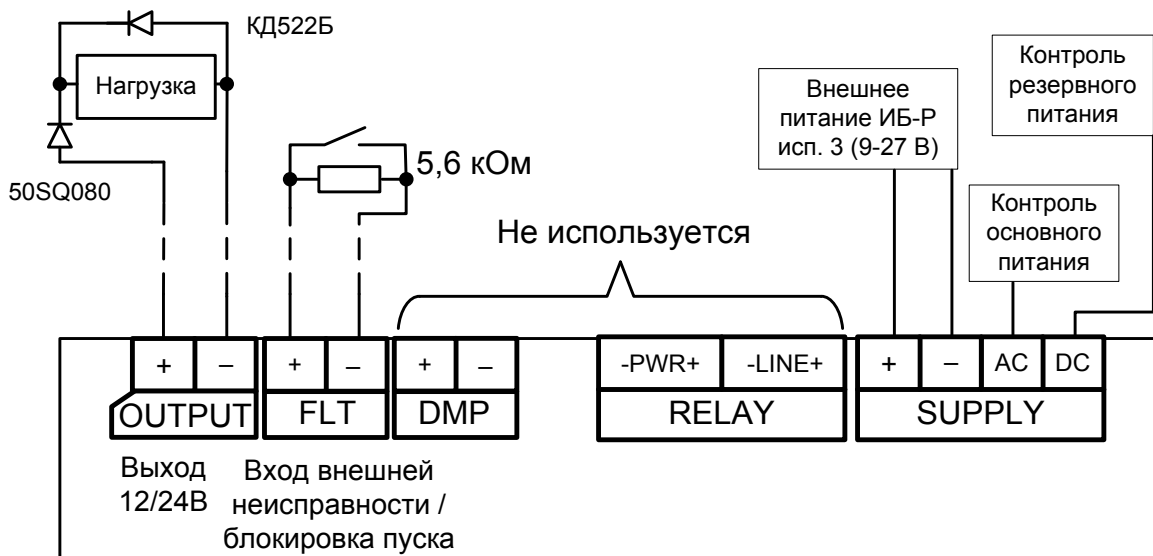 КД522Б
Нагрузка
50SQ080
5,6 кОм
Не используется
Внешнее
питание ИБ-Р
исп. 3 (9-27 В)
Контроль
резервного
питания
Контроль
основного
питания
+ – + – + – -PWR+ -LINE+ + – AC DC
OUTPUT FLT DMP RELAY SUPPLY
Выход
12/24В
Вход внешней
неисправности /
блокировка пуска